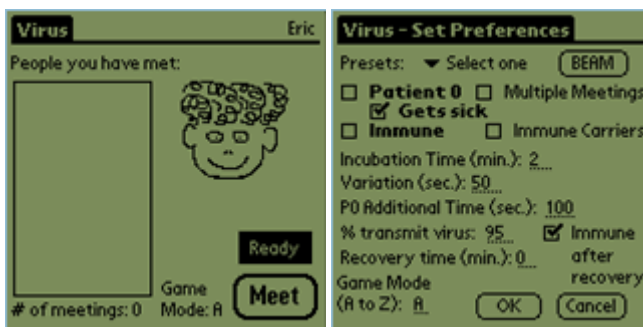 Virus Eric
People you have met:
Ready
Game
# of meetings: 0 Mode: A Meet
Virus - Set Preferences
Presets: Select one BEAM
Patient 0 Multiple Meetings
Gets sick
Immune Immune Carriers
Incubation Time (min.): 2
Variation (sec.): 50
P0 Additional Time (sec.): 100
% transmit virus: 95 Immune
Recovery time (min.): 0 after
Game Mode recovery
(A to Z): A OK Cancel